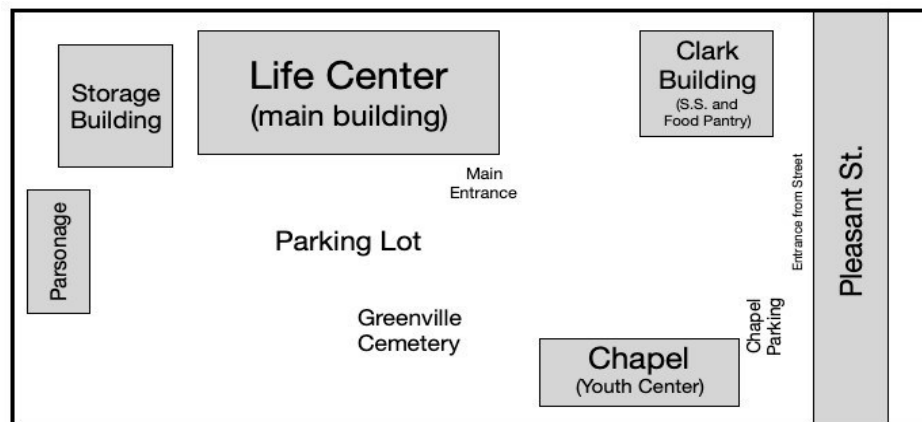 Storage
Building
Life Center
(main building)
Clark
Building
(S.S. and
Food Pantry)
Main
Entrance
Entrance from Street
Pleasant St.
Parsonage
Parking Lot
Greenville
Cemetery
Chapel
Parking
Chapel
(Youth Center)